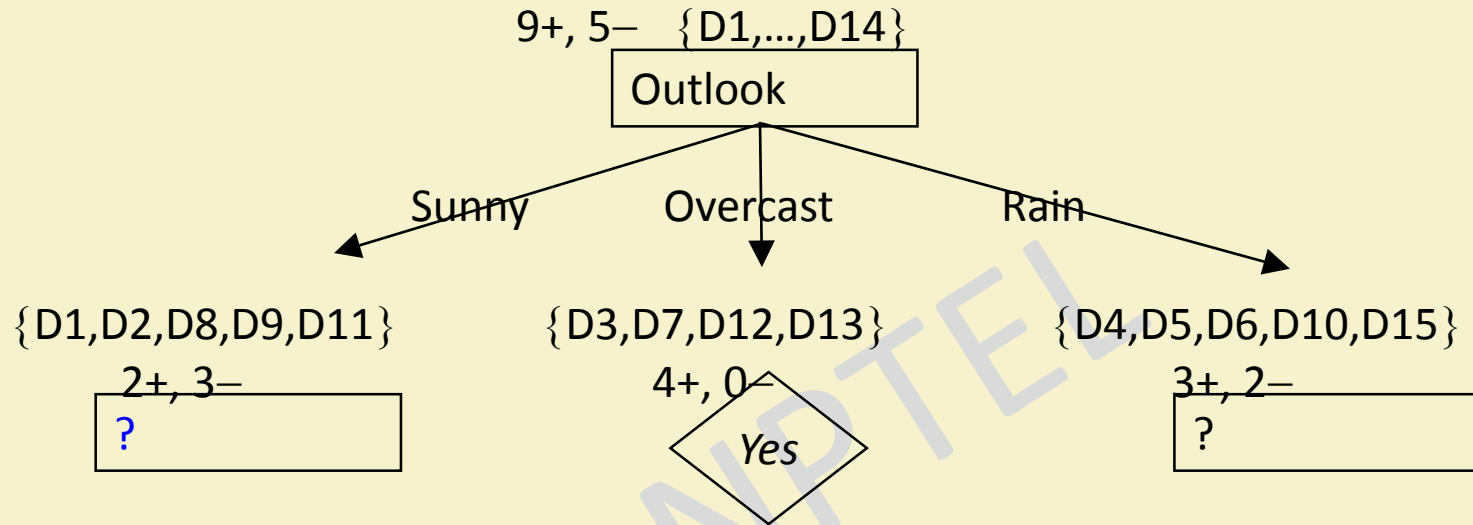 9+, 5– {D1,...,D14}
Outlook
Sunny Overcast Rain
{D1,D2,D8,D9,D11} {D3,D7,D12,D13} {D4,D5,D6,D10,D15}
2+, 3– 4+, 0– 3+, 2–
? Yes ?
NPTEL